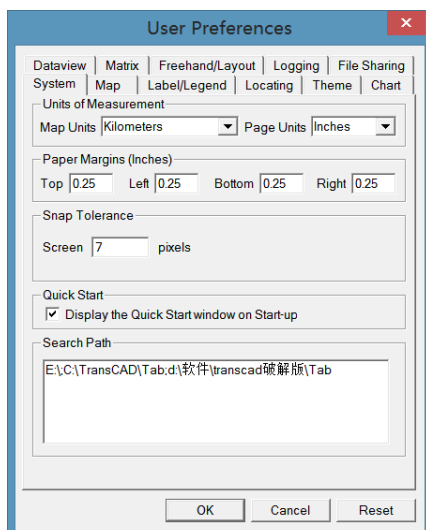 User Preferences
Dataview Matrix Freehand/Layout Logging File Sharing
System Map Label/Legend Locating Theme Chart
Units of Measurement
Map Units Kilometers Page Units Inches
Paper Margins (Inches)
Top 0.25 Left 0.25 Bottom 0.25 Right 0.25
Snap Tolerance
Screen 7 pixels
Quick Start
Display the Quick Start window on Start-up
Search Path
E:\;C:\TransCAD\Tab;d:\软件\transcad破解版\Tab
OK Cancel Reset